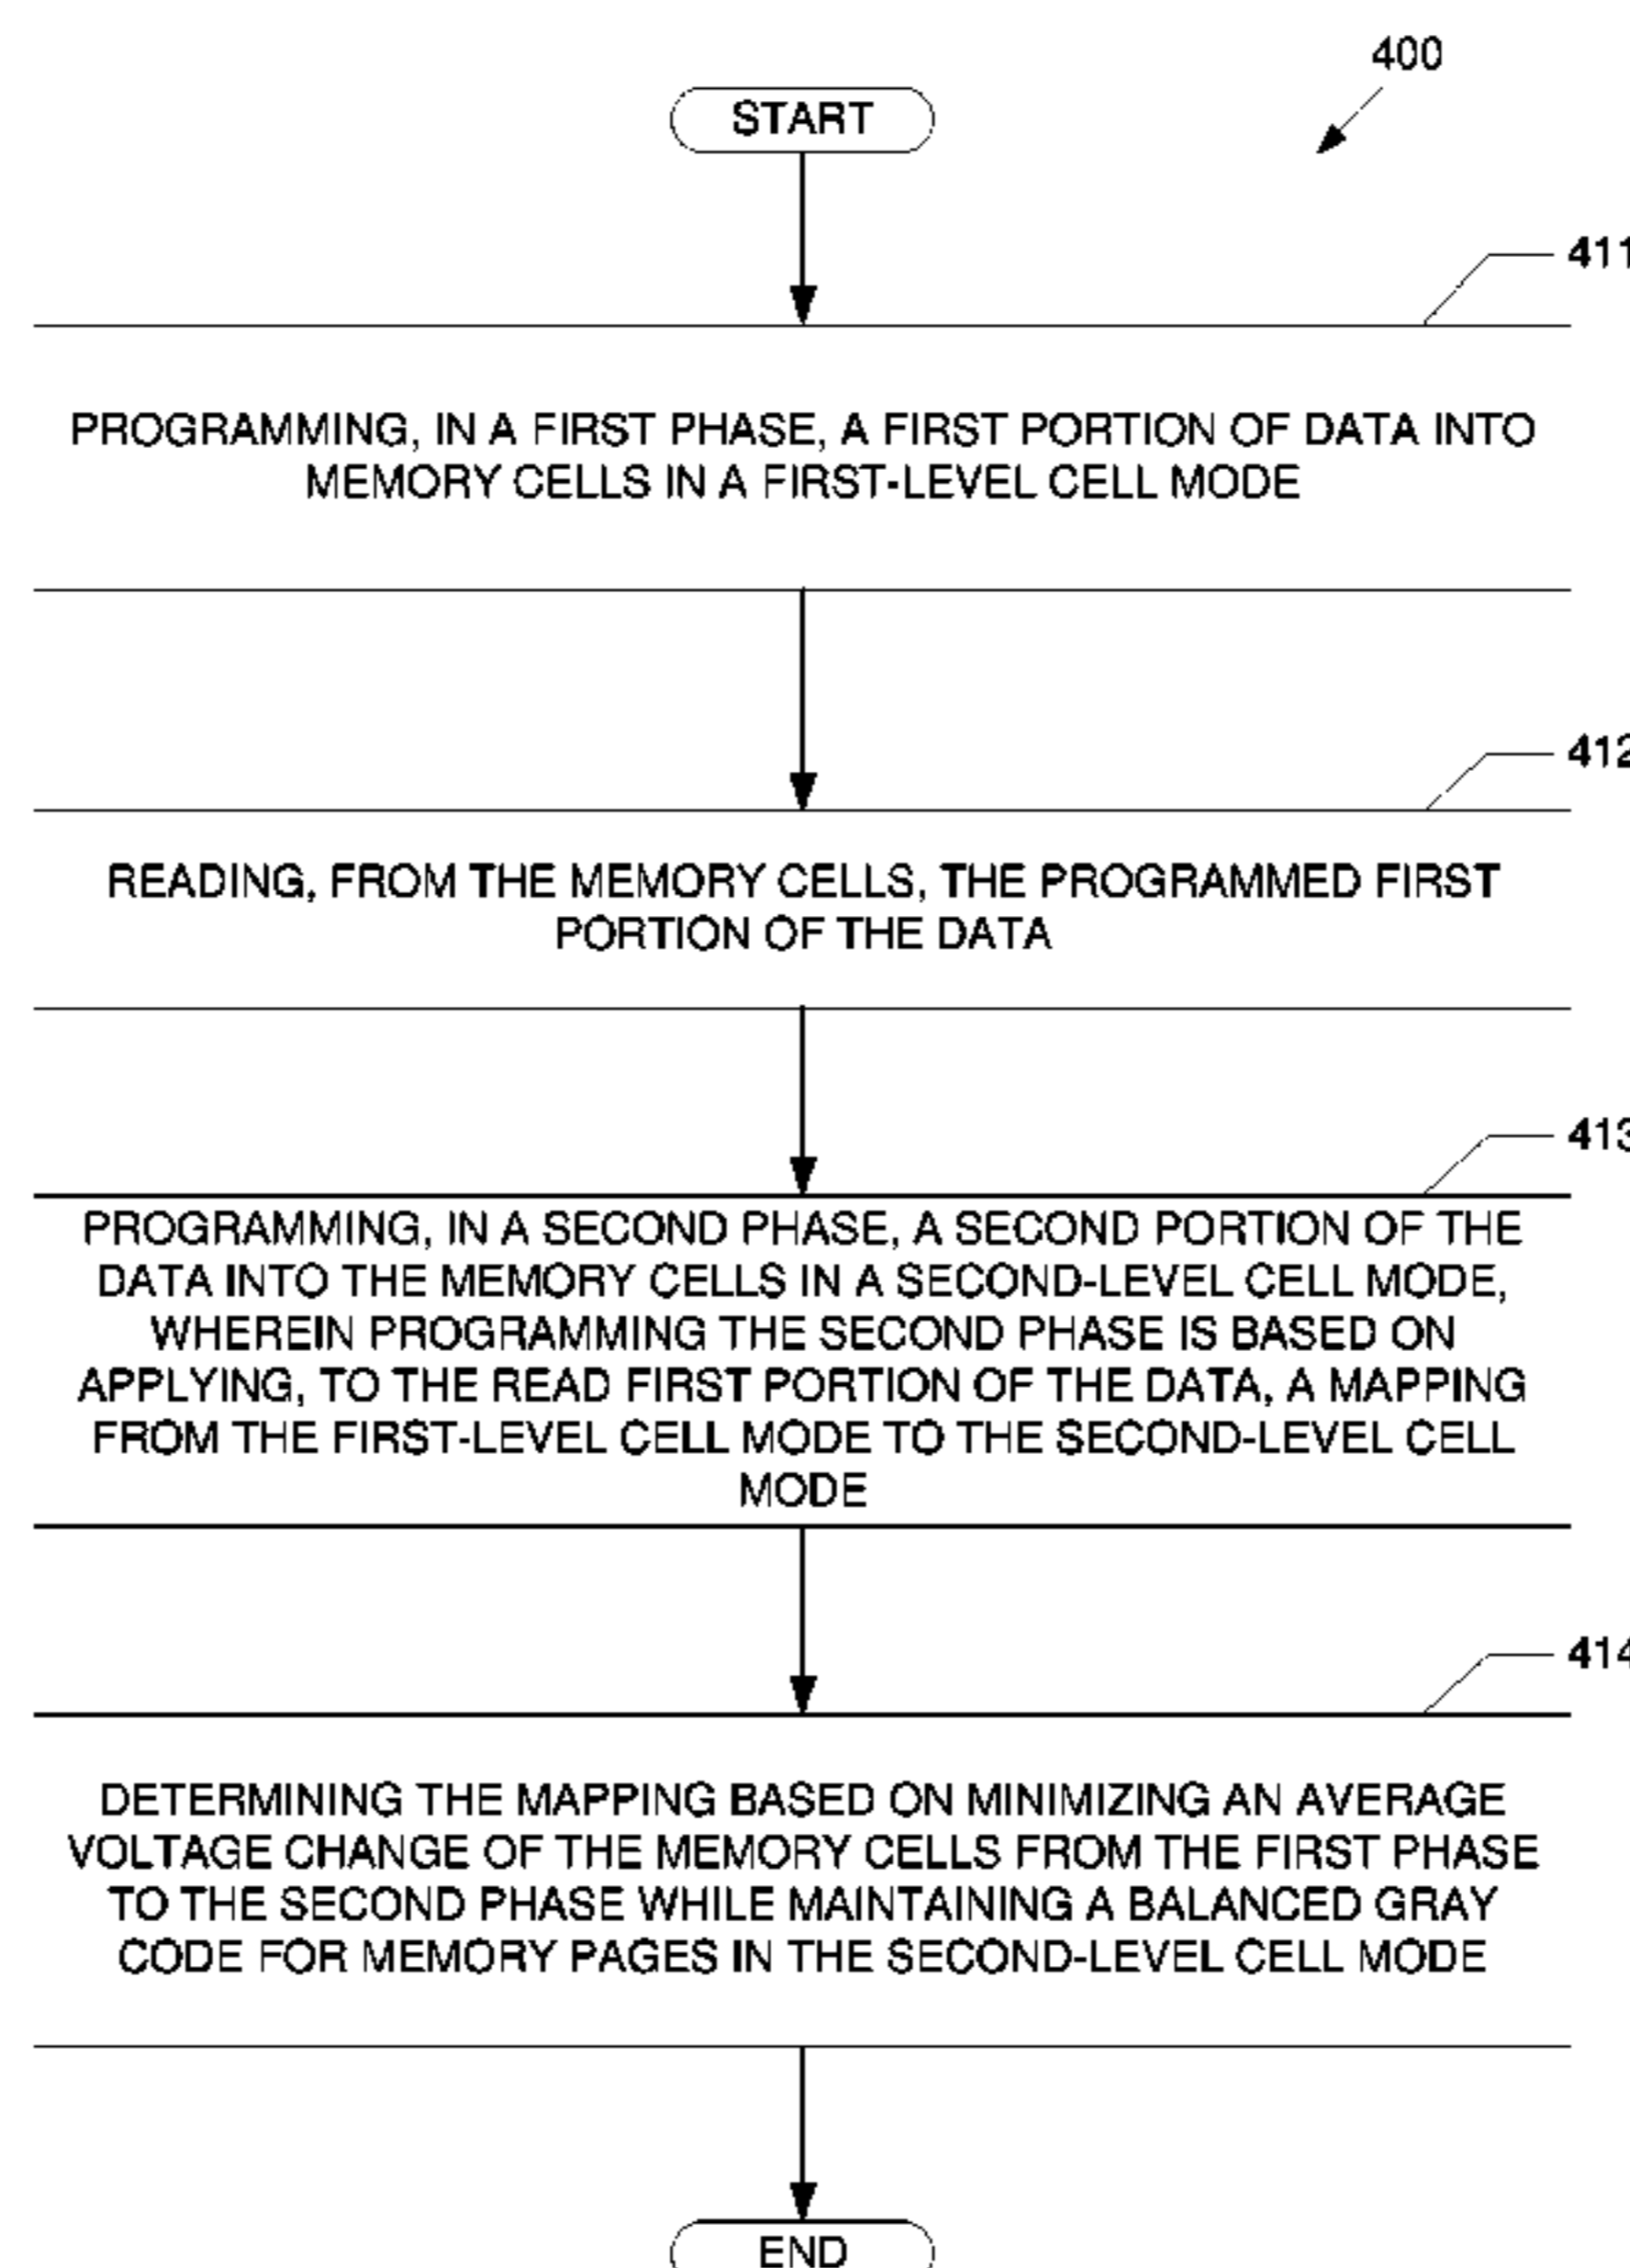 400
START
411
PROGRAMMING, IN A FIRST PHASE, A FIRST PORTION OF DATA INTO
MEMORY CELLS IN A FIRST-LEVEL CELL MODE
412
READING, FROM THE MEMORY CELLS, THE PROGRAMMED FIRST
PORTION OF THE DATA
413
PROGRAMMING, IN A SECOND PHASE, A SECOND PORTION OF THE
DATA INTO THE MEMORY CELLS IN A SECOND-LEVEL CELL MODE,
WHEREIN PROGRAMMING THE SECOND PHASE IS BASED ON
APPLYING, TO THE READ FIRST PORTION OF THE DATA, A MAPPING
FROM THE FIRST-LEVEL CELL MODE TO THE SECOND-LEVEL CELL
MODE
414
DETERMINING THE MAPPING BASED ON MINIMIZING AN AVERAGE
VOLTAGE CHANGE OF THE MEMORY CELLS FROM THE FIRST PHASE
TO THE SECOND PHASE WHILE MAINTAINING A BALANCED GRAY
CODE FOR MEMORY PAGES IN THE SECOND-LEVEL CELL MODE
END